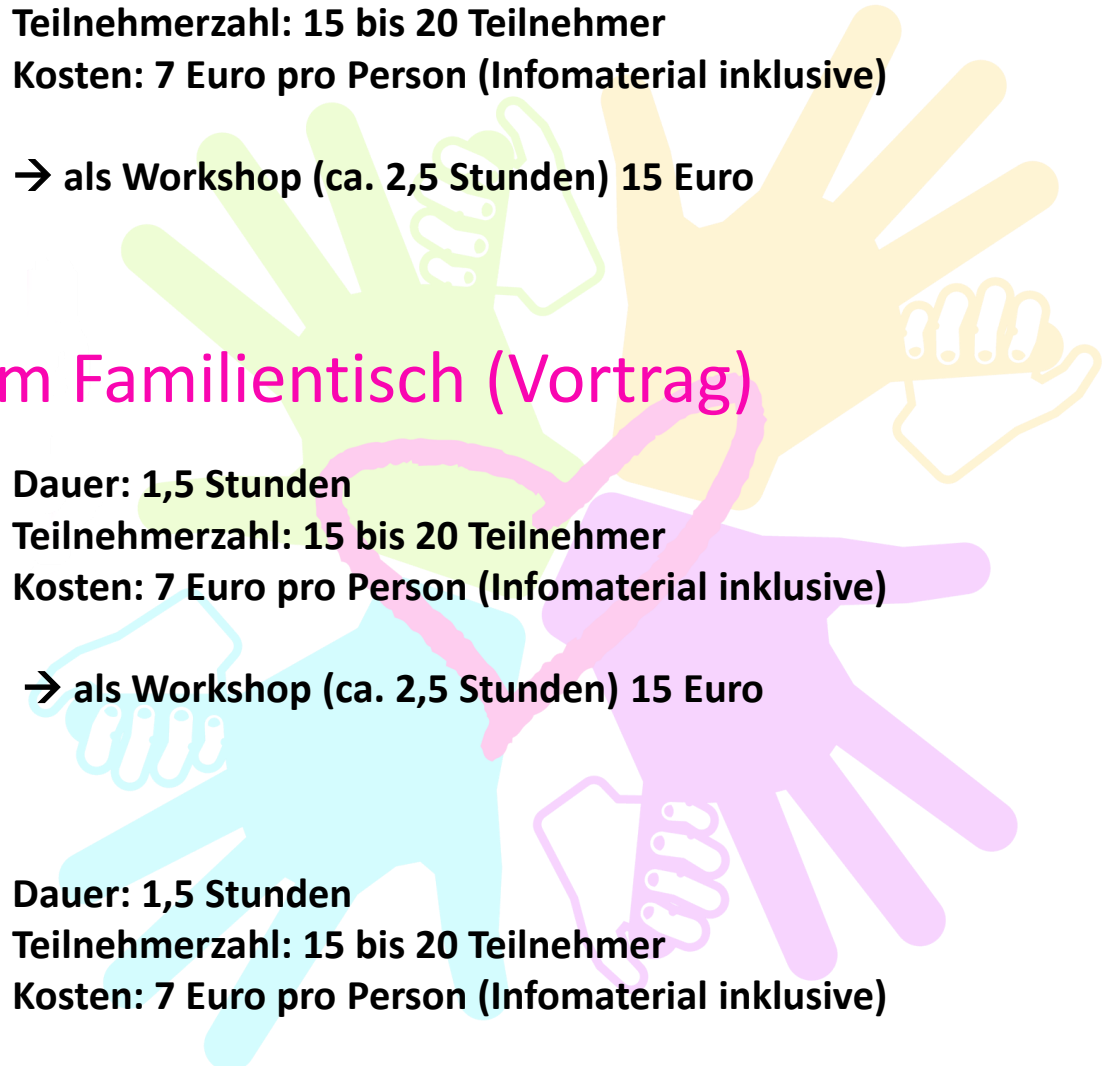 Teilnehmerzahl: 15 bis 20 Teilnehmer
Kosten: 7 Euro pro Person (Infomaterial inklusive)
→ als Workshop (ca. 2,5 Stunden) 15 Euro
m Familientisch (Vortrag)
Dauer: 1,5 Stunden
Teilnehmerzahl: 15 bis 20 Teilnehmer
Kosten: 7 Euro pro Person (Infomaterial inklusive)
→ als Workshop (ca. 2,5 Stunden) 15 Euro
Dauer: 1,5 Stunden
Teilnehmerzahl: 15 bis 20 Teilnehmer
Kosten: 7 Euro pro Person (Infomaterial inklusive)